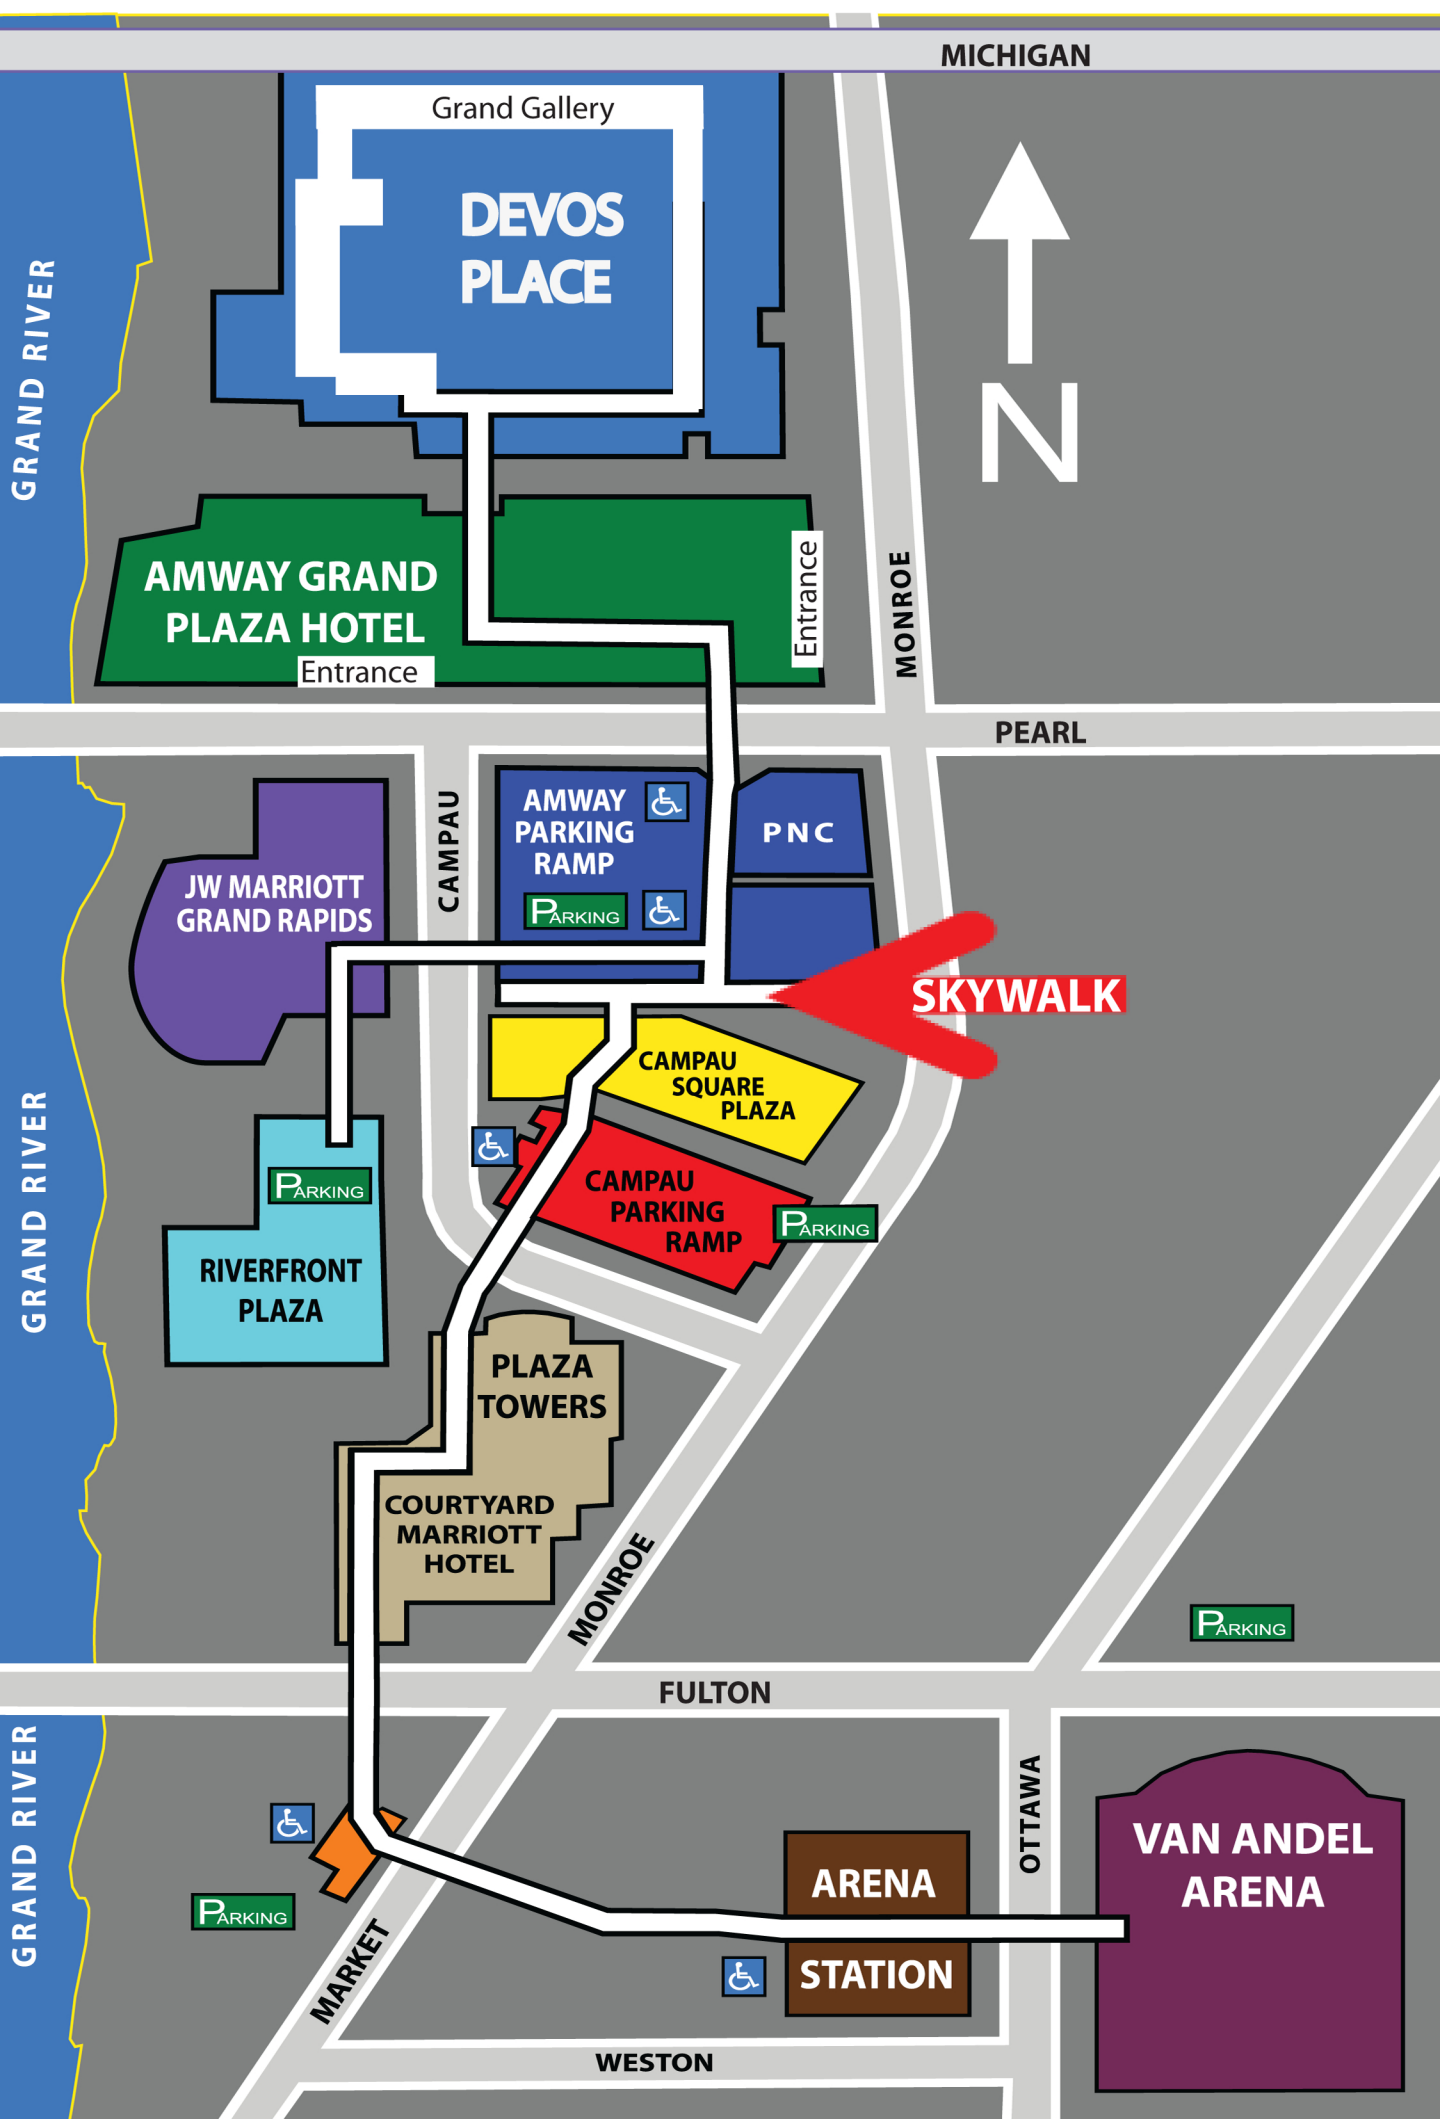 MICHIGAN
Grand Gallery
DEVOS
PLACE
GRAND RIVER
N
AMWAY GRAND
PLAZA HOTEL
Entrance
Entrance
MONROE
PEARL
CAMPAU
AMWAY
PARKING
RAMP
PARKING
PNC
JW MARRIOTT
GRAND RAPIDS
SKYWALK
CAMPAU
SQUARE
PLAZA
GRAND RIVER
PARKING
RIVERFRONT
PLAZA
CAMPAU
PARKING
RAMP
PARKING
PLAZA
TOWERS
COURTYARD
MARRIOTT
HOTEL
MONROE
PARKING
FULTON
GRAND RIVER
OTTAWA
VAN ANDEL
ARENA
ARENA
STATION
PARKING
MARKET
WESTON